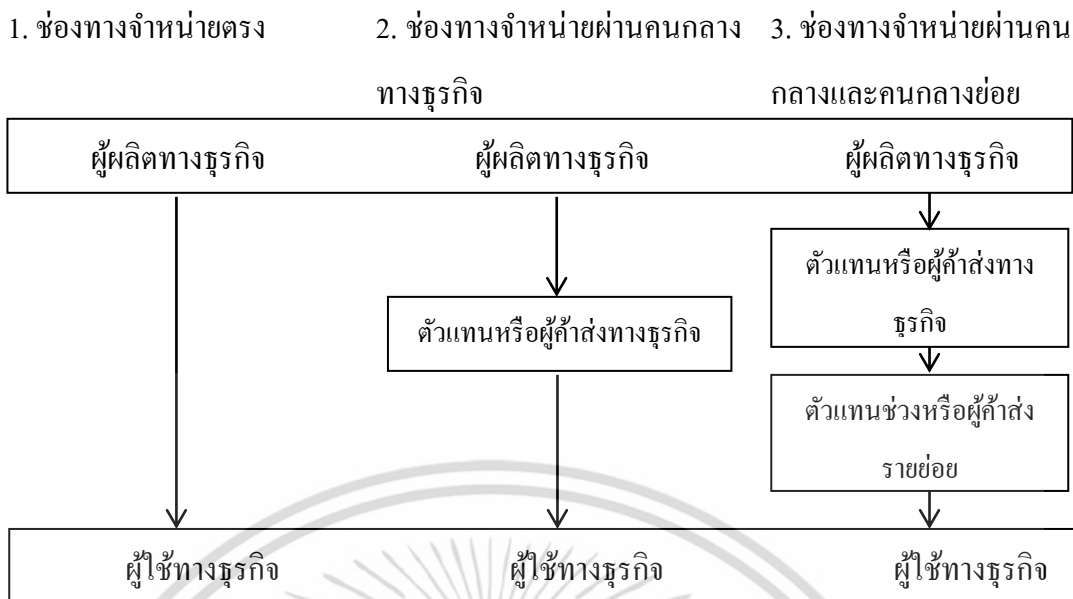 1. ช่องทางจำหน่ายตรง
2. ช่องทางจำหน่ายผ่านคนกลาง
ทางธุรกิจ
3. ช่องทางจำหน่ายผ่านคน
กลางและคนกลางย่อย
ผู้ผลิตทางธุรกิจ
ผู้ผลิตทางธุรกิจ
ผู้ผลิตทางธุรกิจ
ตัวแทนหรือผู้ค้าส่งทางธุรกิจ
ตัวแทนหรือผู้ค้าส่งทาง
ธุรกิจ
ตัวแทนช่วงหรือผู้ค้าส่ง
รายย่อย
ผู้ใช้ทางธุรกิจ
ผู้ใช้ทางธุรกิจ
ผู้ใช้ทางธุรกิจ